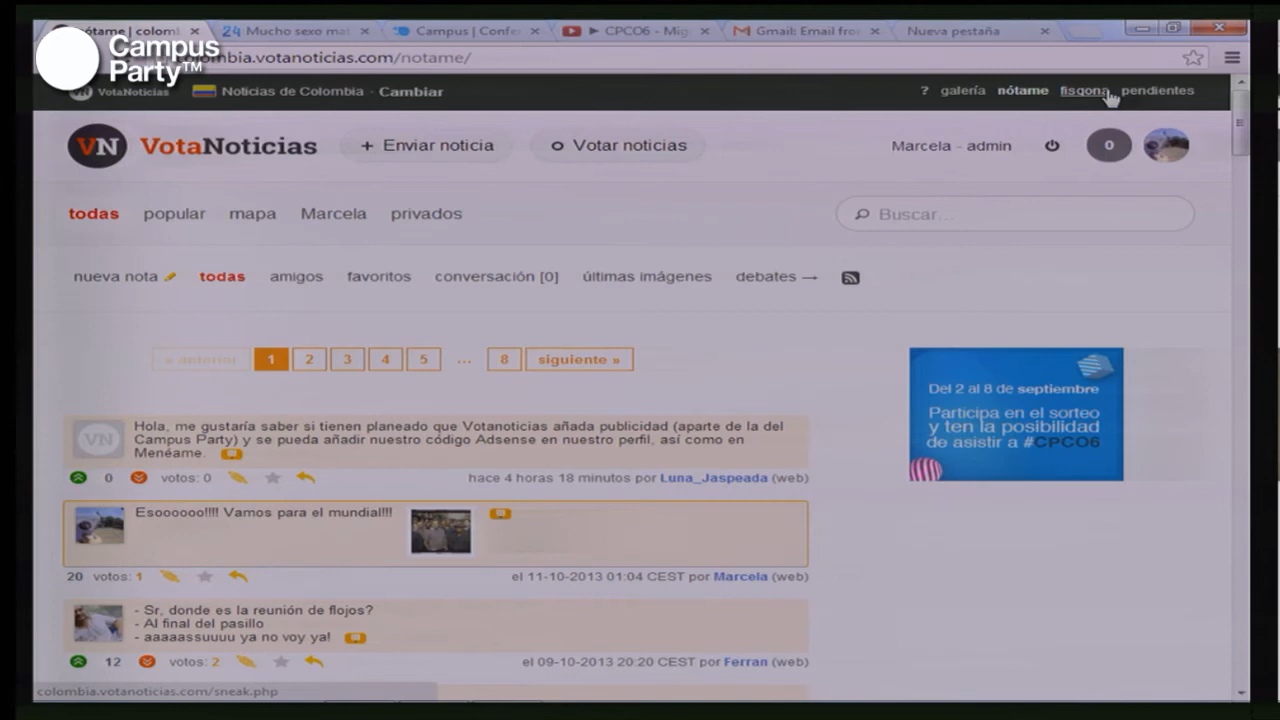 nótame | colom
24 Mucho sexo mat
Campus | Confe
▶ CPCO6 - Mig
Gmail: Email fro
Nueva pestaña
Campus
Party™
colombia.votanoticias.com/notame/
VN VotaNoticias
Noticias de Colombia · Cambiar
? galería nótame fisgona pendientes
VN VotaNoticias
+ Enviar noticia
Votar noticias
Marcela - admin
0
todas popular mapa Marcela privados
Buscar...
nueva nota todas amigos favoritos conversación [0] últimas imágenes debates →
« anterior 1 2 3 4 5 ... 8 siguiente »
Del 2 al 8 de septiembre
Participa en el sorteo
y ten la posibilidad
de asistir a #CPCO6
VN
Hola, me gustaría saber si tienen planeado que Votanoticias añada publicidad (aparte de la del
Campus Party) y se pueda añadir nuestro código Adsense en nuestro perfil, así como en
Menéame.
0 votos: 0 hace 4 horas 18 minutos por Luna_Jaspeada (web)
Esoooooo!!!! Vamos para el mundial!!!!
20 votos: 1 el 11-10-2013 01:04 CEST por Marcela (web)
- Sr, donde es la reunión de flojos?
- Al final del pasillo
- aaaaassuuuu ya no voy ya!
12 votos: 2 el 09-10-2013 20:20 CEST por Ferran (web)
colombia.votanoticias.com/sneak.php